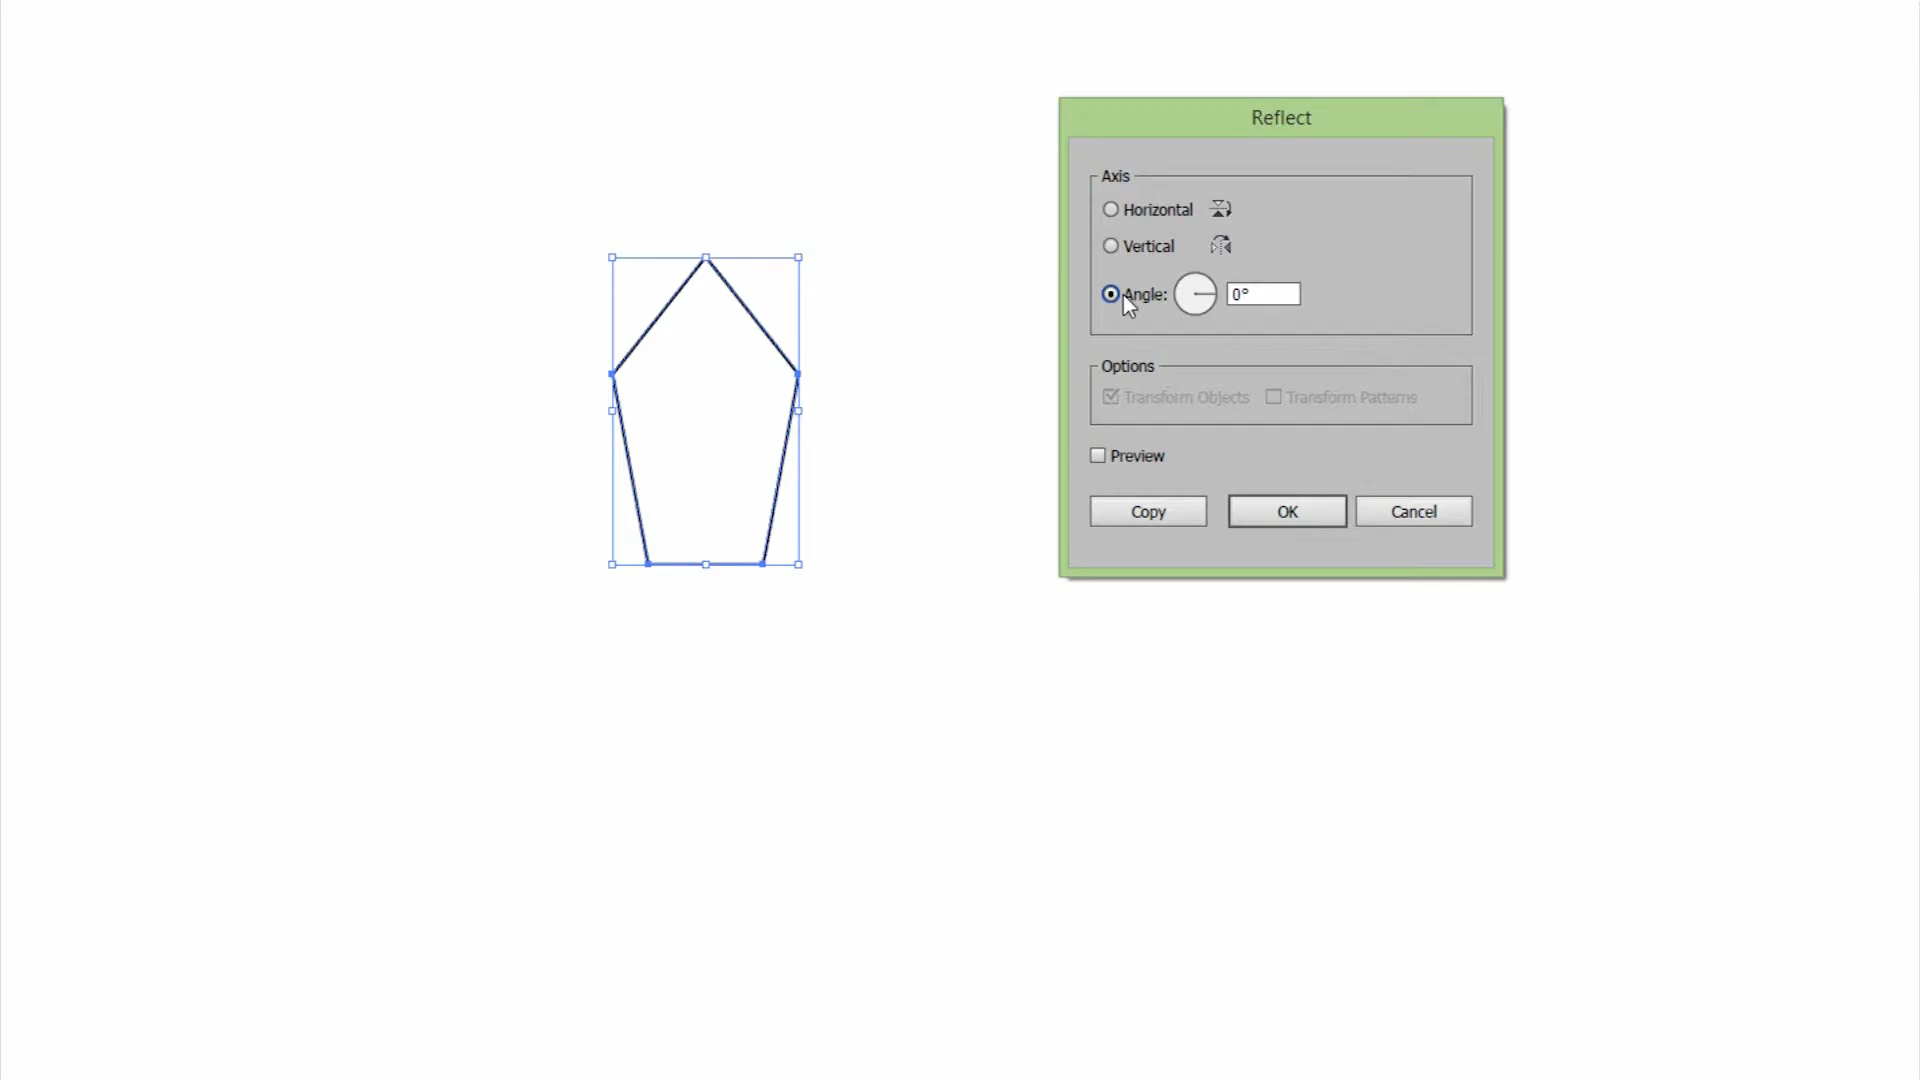 Reflect
Axis
Horizontal
Vertical
Angle: 0°
Options
Transform Objects Transform Patterns
Preview
Copy OK Cancel